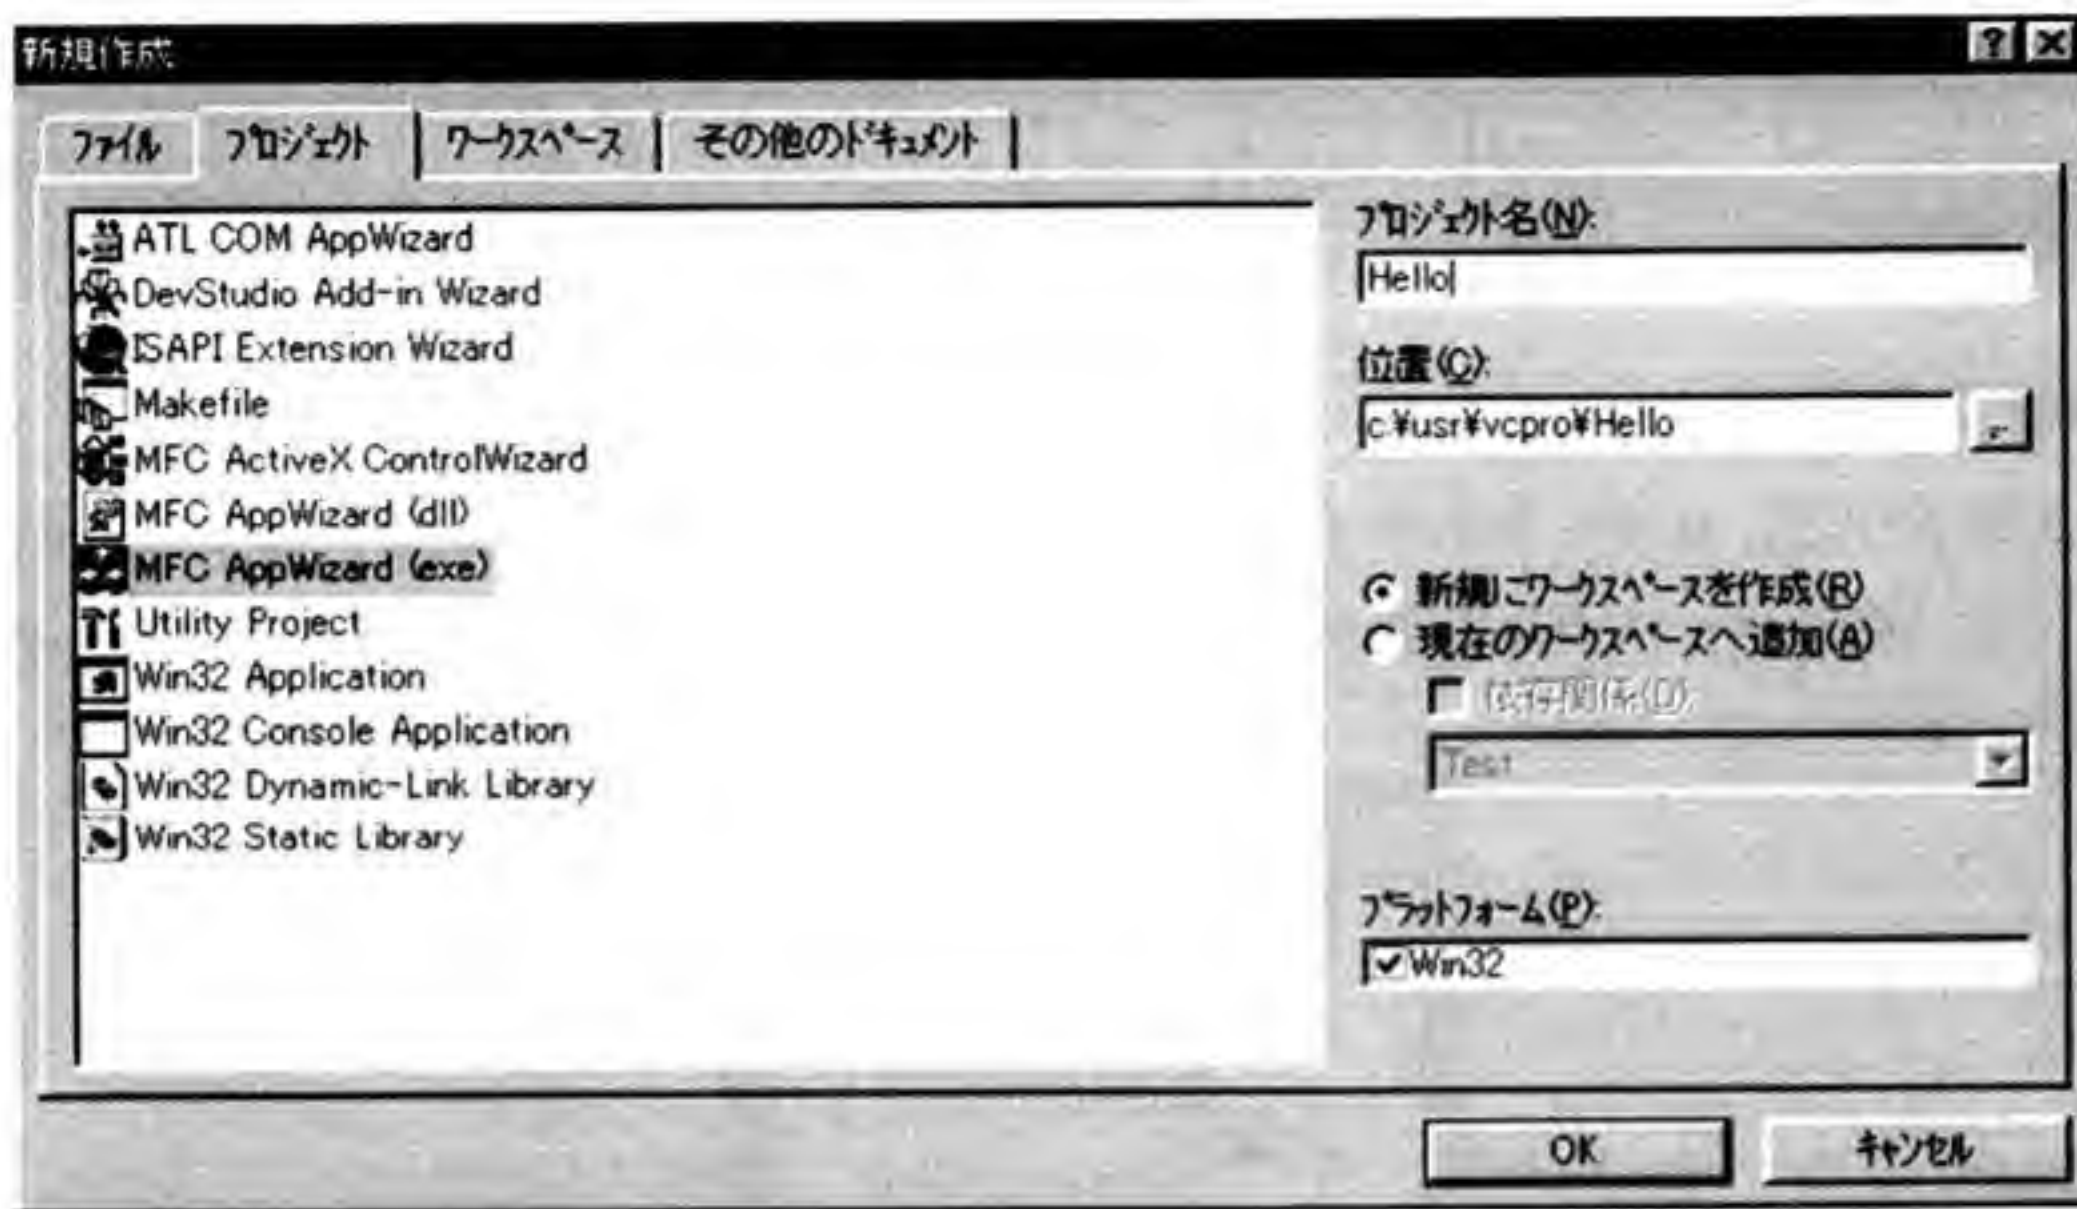 新規作成
ファイル
プロジェクト
ワークスペース
その他のドキュメント
ATL COM AppWizard
DevStudio Add-in Wizard
ISAPI Extension Wizard
Makefile
MFC ActiveX ControlWizard
MFC AppWizard (dll)
MFC AppWizard (exe)
Utility Project
Win32 Application
Win32 Console Application
Win32 Dynamic-Link Library
Win32 Static Library
プロジェクト名(N):
Hello
位置(C):
c:¥usr¥vcpro¥Hello
新規にワークスペースを作成(R)
現在のワークスペースへ追加(A)
依存関係(D):
Test
プラットフォーム(P):
Win32
OK
キャンセル